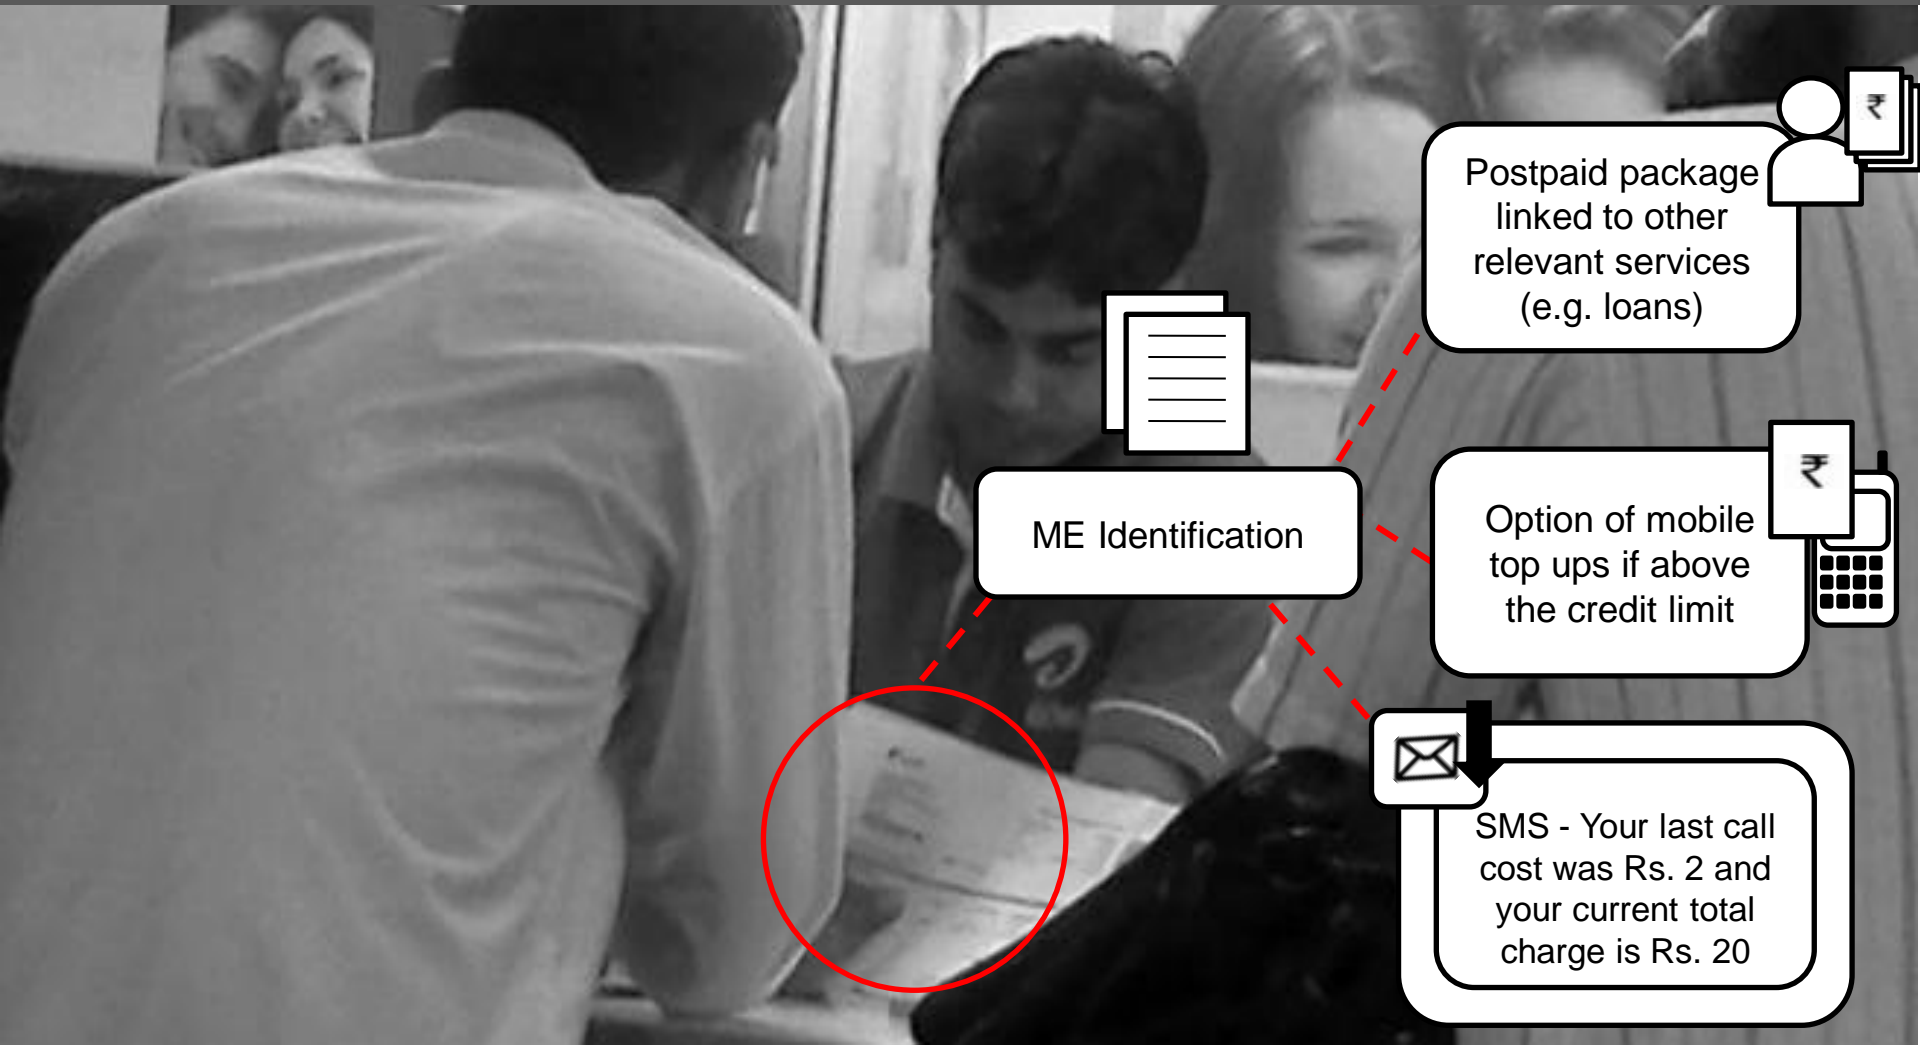 ₹
Postpaid package
linked to other
relevant services
(e.g. loans)
ME Identification
₹
Option of mobile
top ups if above
the credit limit
SMS - Your last call
cost was Rs. 2 and
your current total
charge is Rs. 20